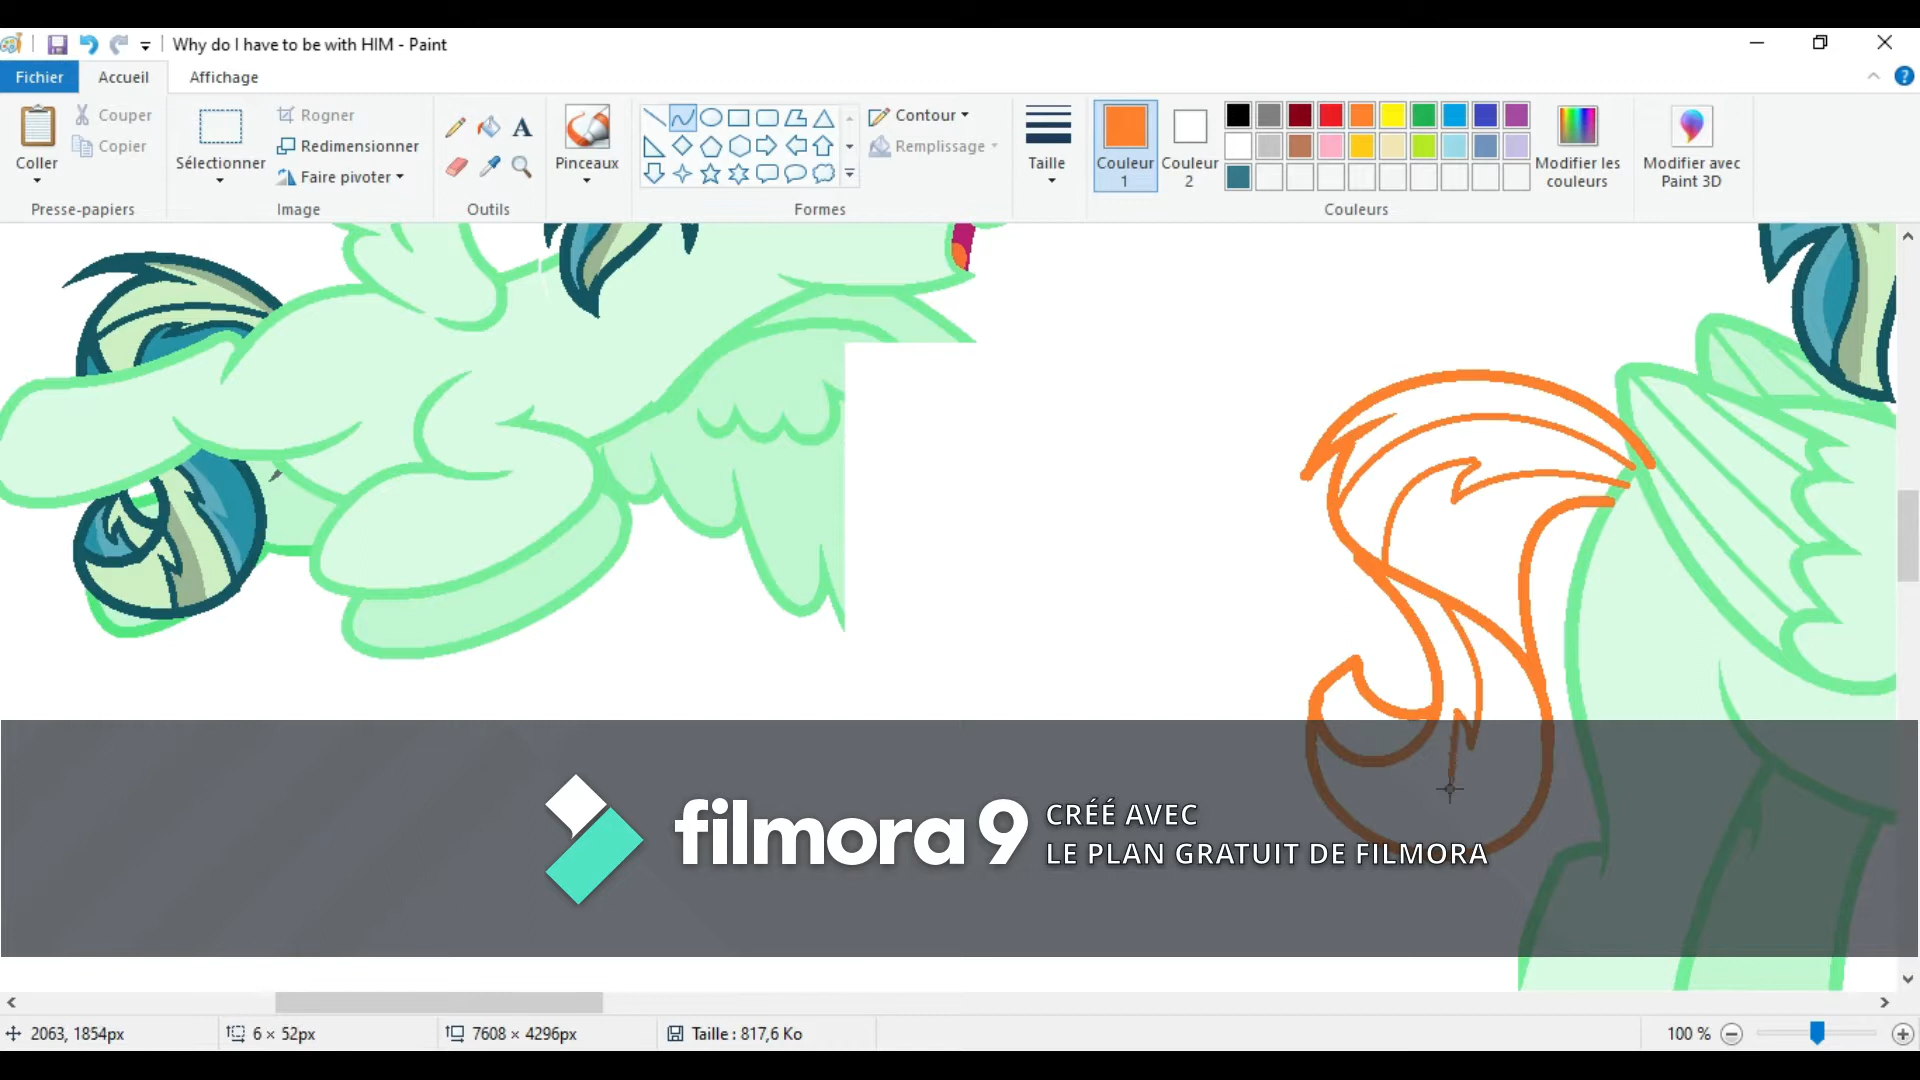 Why do I have to be with HIM - Paint
Fichier Accueil Affichage
Coller
Couper
Copier
Presse-papiers
Sélectionner
Rogner
Redimensionner
Faire pivoter
Image
A
Outils
Pinceaux
Contour
Remplissage
Formes
Taille
Couleur 1
Couleur 2
Modifier les couleurs
Couleurs
Modifier avec Paint 3D
filmora9
CRÉÉ AVEC
LE PLAN GRATUIT DE FILMORA
2063, 1854px 6 × 52px 7608 × 4296px Taille : 817,6 Ko 100 %